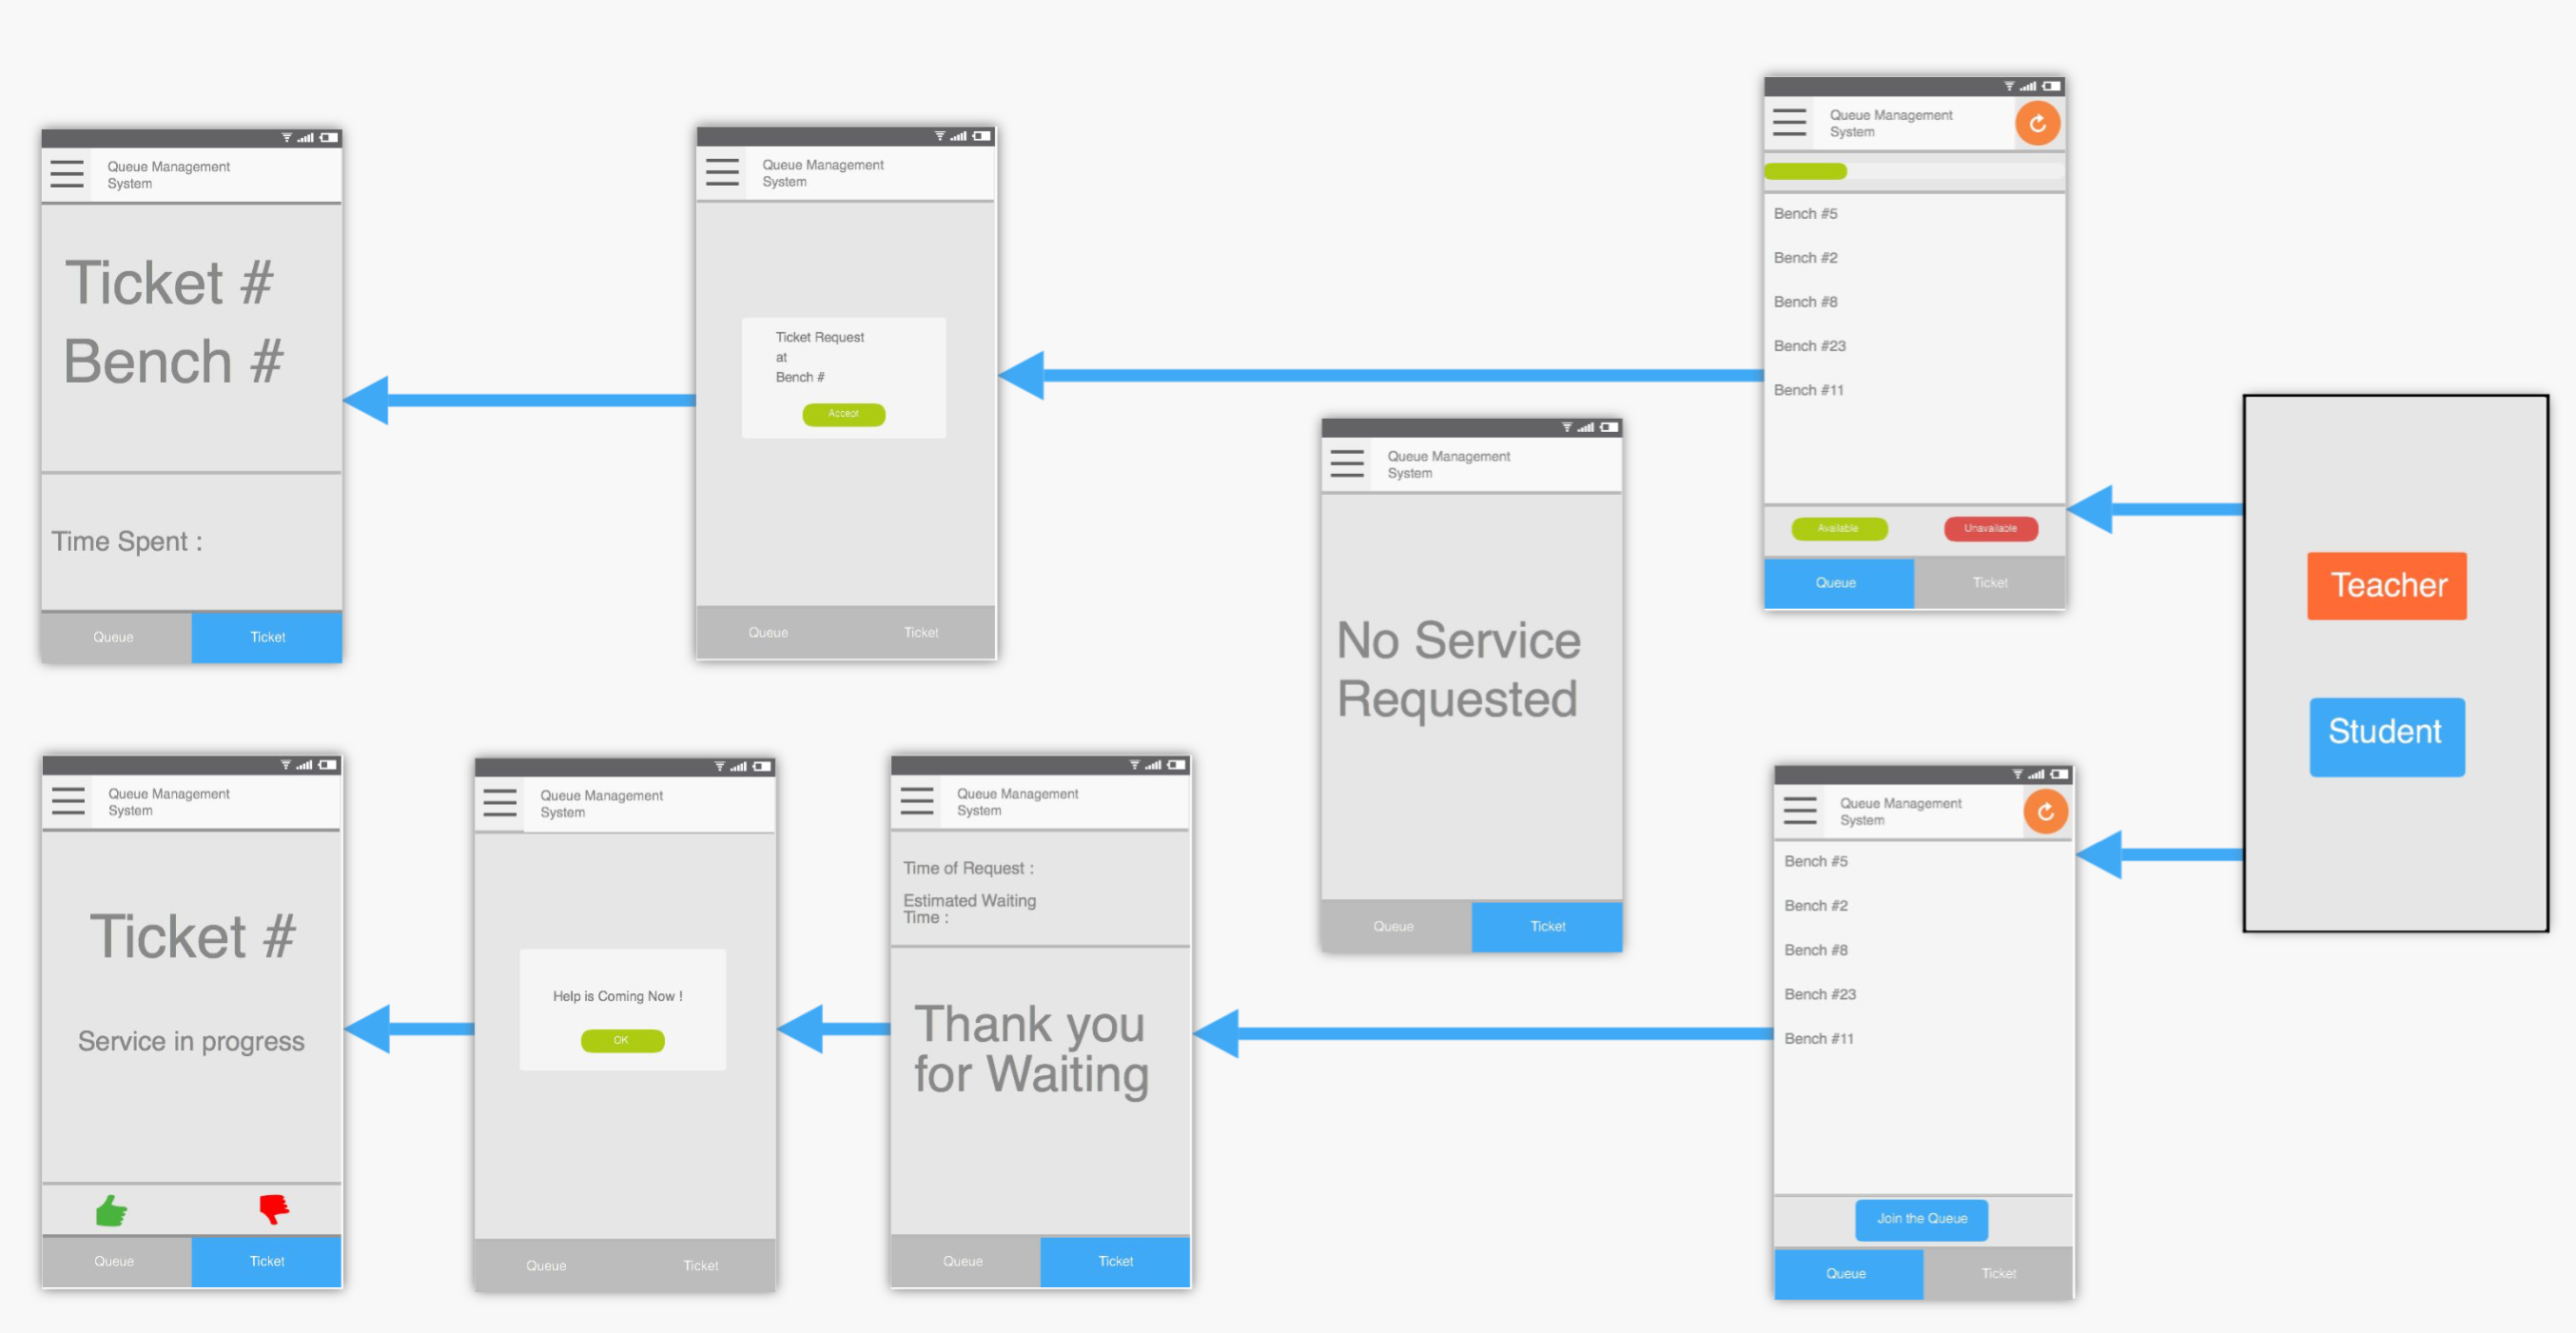 Queue Management
System
Ticket #
Bench #
Time Spent :
Queue
Ticket
Queue Management
System
Ticket Request
at
Bench #
Accept
Queue
Ticket
Queue Management
System
No Service
Requested
Queue
Ticket
Queue Management
System
Bench #5
Bench #2
Bench #8
Bench #23
Bench #11
Available
Unavailable
Queue
Ticket
Teacher
Student
Queue Management
System
Ticket #
Service in progress
Queue
Ticket
Queue Management
System
Help is Coming Now !
OK
Queue
Ticket
Queue Management
System
Time of Request :
Estimated Waiting
Time :
Thank you
for Waiting
Queue
Ticket
Queue Management
System
Bench #5
Bench #2
Bench #8
Bench #23
Bench #11
Join the Queue
Queue
Ticket